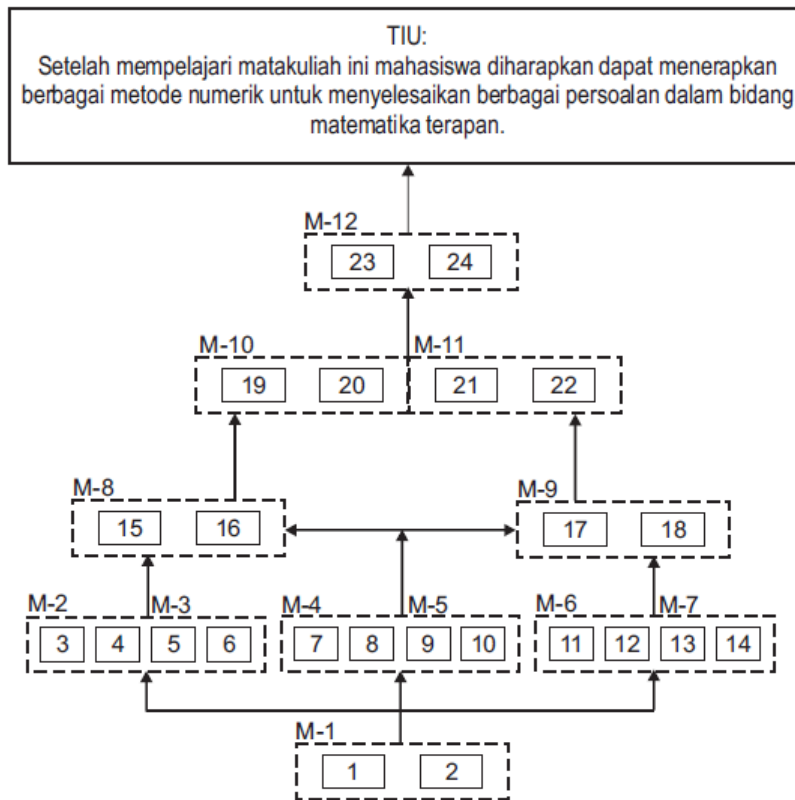 TIU:
Setelah mempelajari matakuliah ini mahasiswa diharapkan dapat menerapkan
berbagai metode numerik untuk menyelesaikan berbagai persoalan dalam bidang
matematika terapan.
M-12
23 24
M-10 M-11
19 20 21 22
M-8 M-9
15 16 17 18
M-2 M-3 M-4 M-5 M-6 M-7
3 4 5 6 7 8 9 10 11 12 13 14
M-1
1 2